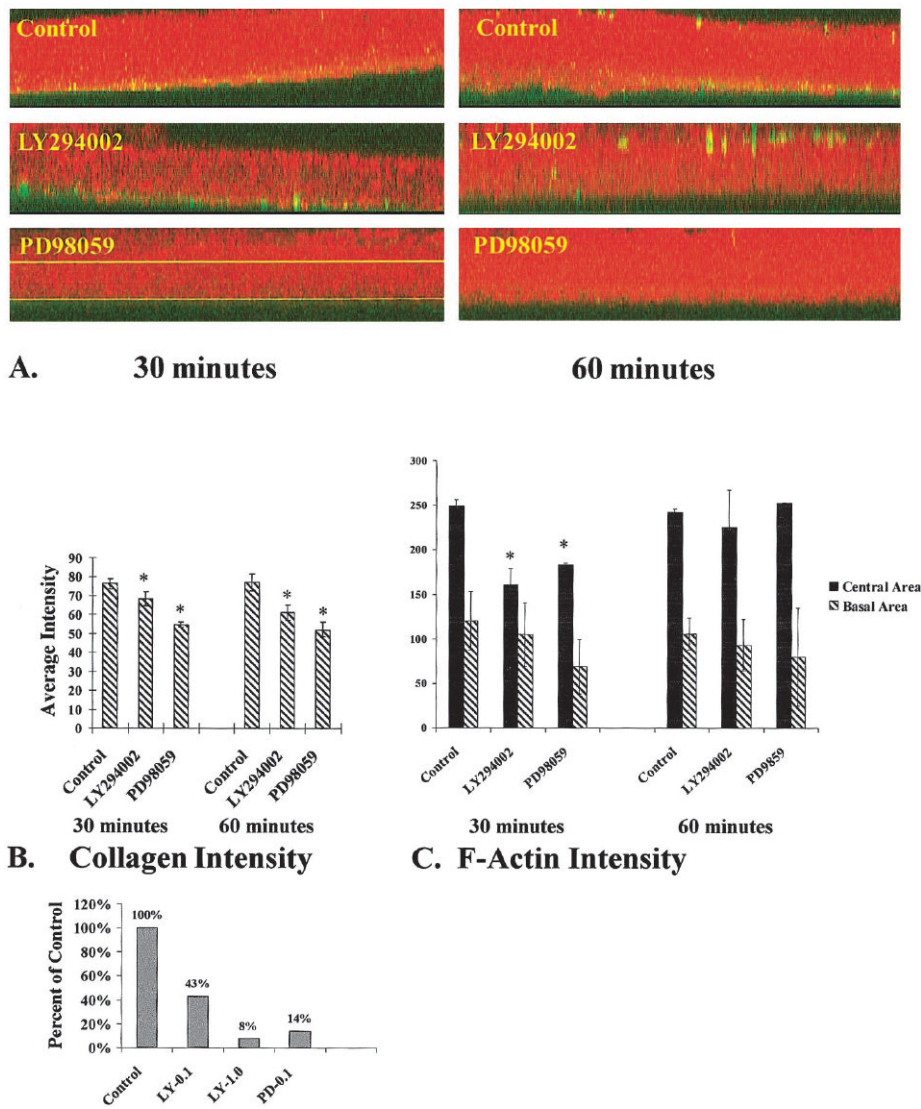 Control
Control
LY294002
LY294002
PD98059
PD98059
A. 30 minutes 60 minutes
Average Intensity
90
80
70
60
50
40
30
20
10
0
*
*
*
*
Control
LY294002
PD98059
Control
LY294002
PD98059
30 minutes 60 minutes
B. Collagen Intensity
300
250
200
150
100
50
0
*
*
Central Area
Basal Area
Control
LY294002
PD98059
Control
LY294002
PD9859
30 minutes 60 minutes
C. F-Actin Intensity
Percent of Control
120%
100%
80%
60%
40%
20%
0%
100%
43%
8%
14%
Control
LY-0.1
LY-1.0
PD-0.1